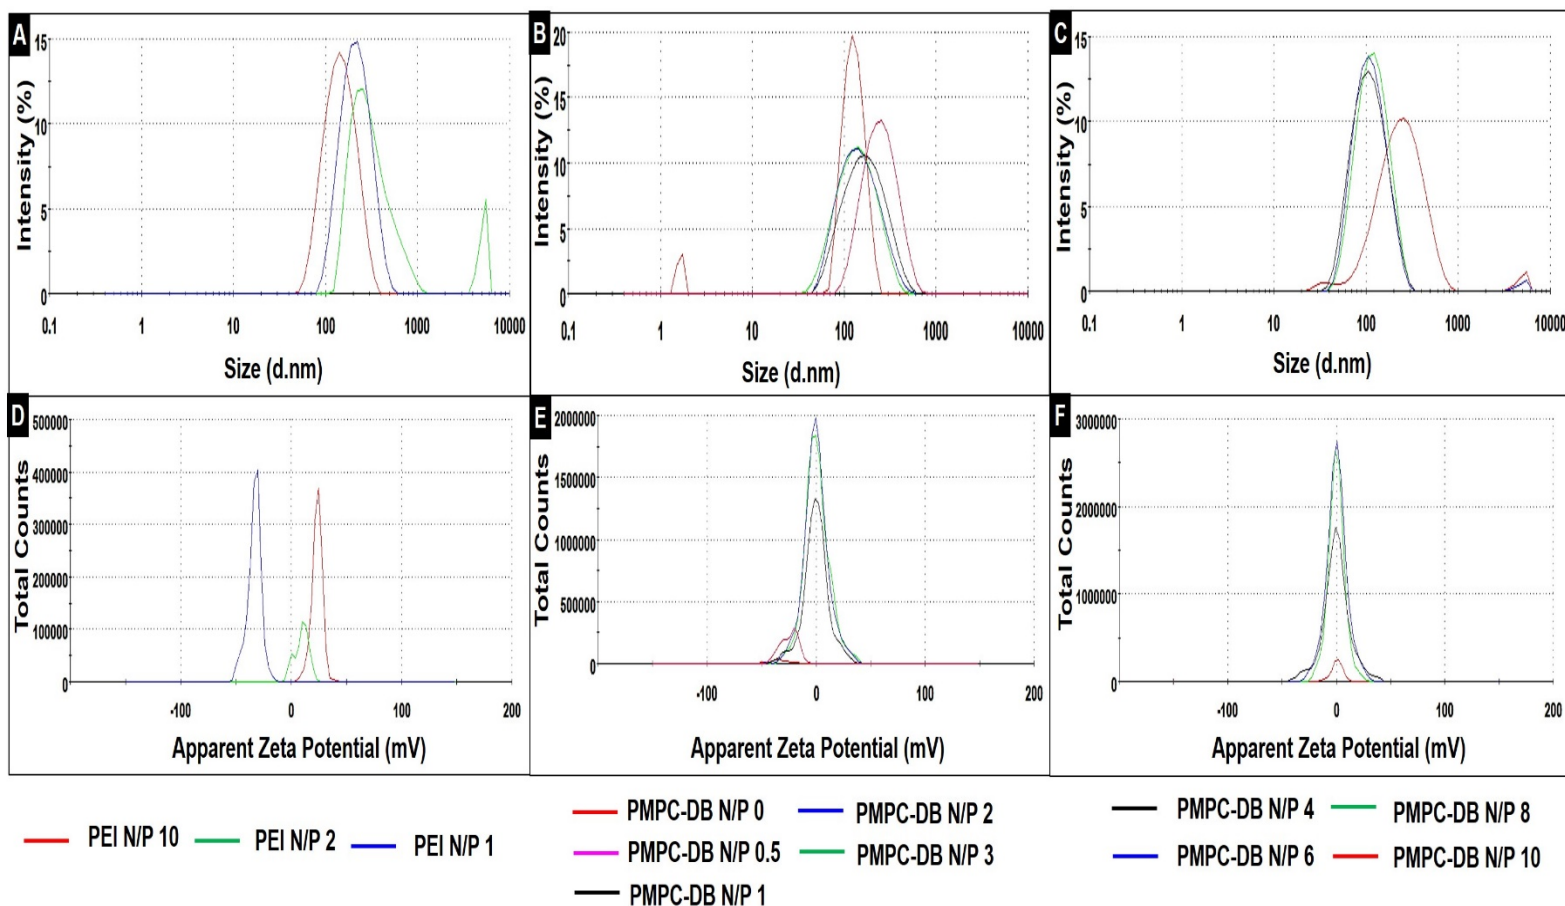 A
Intensity (%)
15
10
5
0
0.1 1 10 100 1000 10000
Size (d.nm)
B
Intensity (%)
20
15
10
5
0
0.1 1 10 100 1000 10000
Size (d.nm)
C
Intensity (%)
15
10
5
0
0.1 1 10 100 1000 10000
Size (d.nm)
D
Total Counts
500000
400000
300000
200000
100000
0
-100 0 100 200
Apparent Zeta Potential (mV)
E
Total Counts
2000000
1500000
1000000
500000
0
-100 0 100 200
Apparent Zeta Potential (mV)
F
Total Counts
3000000
2000000
1000000
0
-100 0 100 200
Apparent Zeta Potential (mV)
PEI N/P 10 PEI N/P 2 PEI N/P 1
PMPC-DB N/P 0 PMPC-DB N/P 2
PMPC-DB N/P 0.5 PMPC-DB N/P 3
PMPC-DB N/P 1
PMPC-DB N/P 4 PMPC-DB N/P 8
PMPC-DB N/P 6 PMPC-DB N/P 10